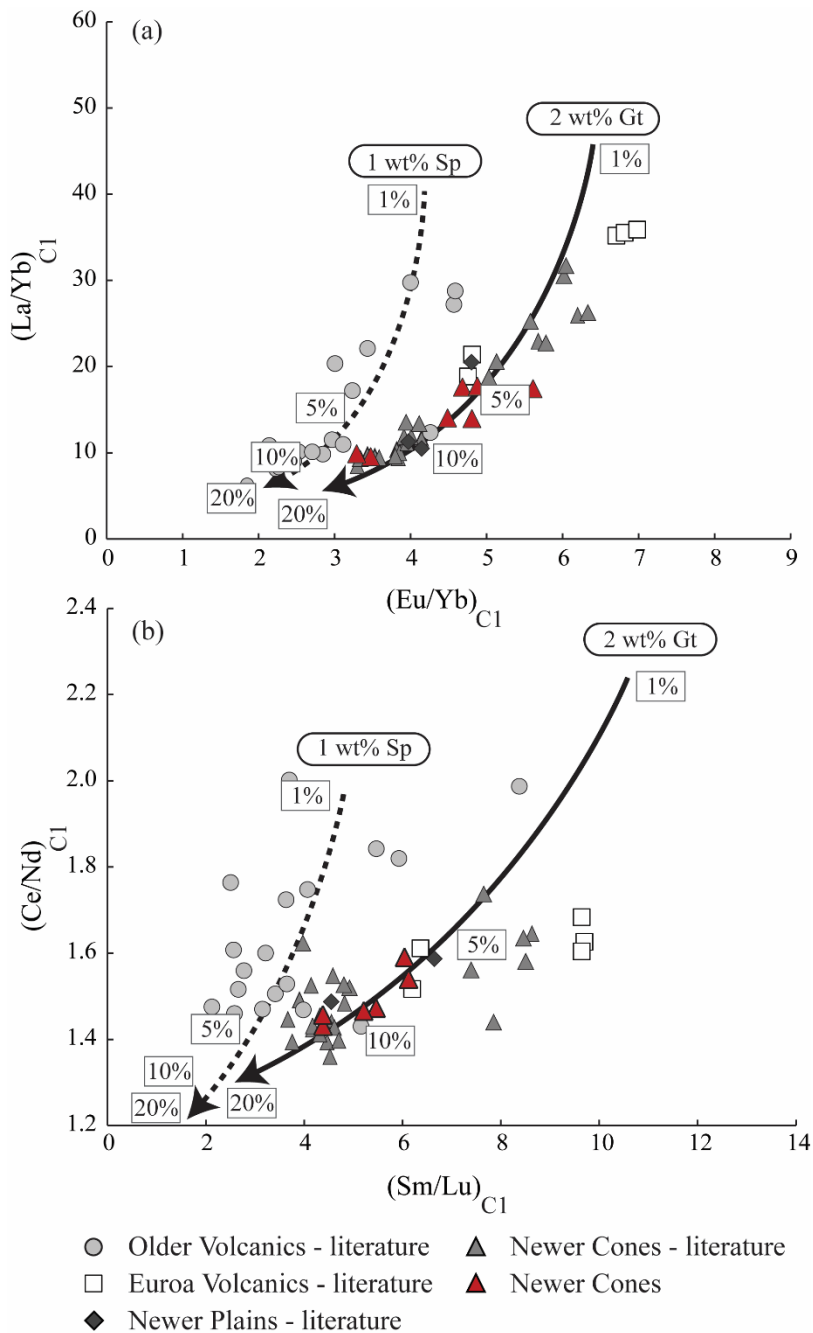 (a)
60
50
40
30
20
10
0
(La/Yb)C1
2 wt% Gt
1%
1 wt% Sp
1%
5%
5%
10%
10%
20%
20%
0 1 2 3 4 5 6 7 8 9
(Eu/Yb)C1
(b)
2.4
2.2
2.0
1.8
1.6
1.4
1.2
(Ce/Nd)C1
2 wt% Gt
1%
1 wt% Sp
1%
5%
5%
10%
10%
20%
20%
0 2 4 6 8 10 12 14
(Sm/Lu)C1
Older Volcanics - literature
Newer Cones - literature
Euroa Volcanics - literature
Newer Cones
Newer Plains - literature